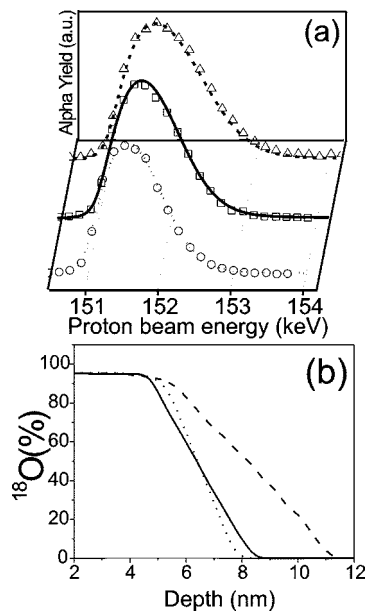 Alpha Yield (a.u.)
(a)
151 152 153 154
Proton beam energy (keV)
(b)
100
80
60
40
20
0
18O(%)
2 4 6 8 10 12
Depth (nm)